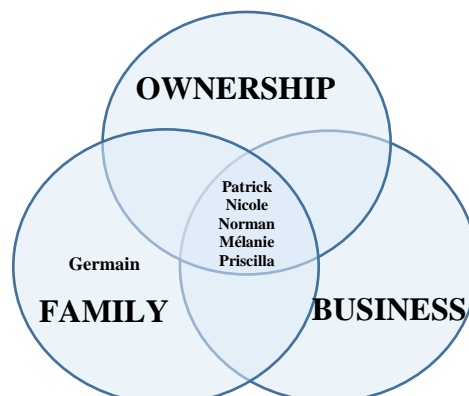 OWNERSHIP
Patrick
Nicole
Norman
Mélanie
Priscilla
Germain
FAMILY
BUSINESS